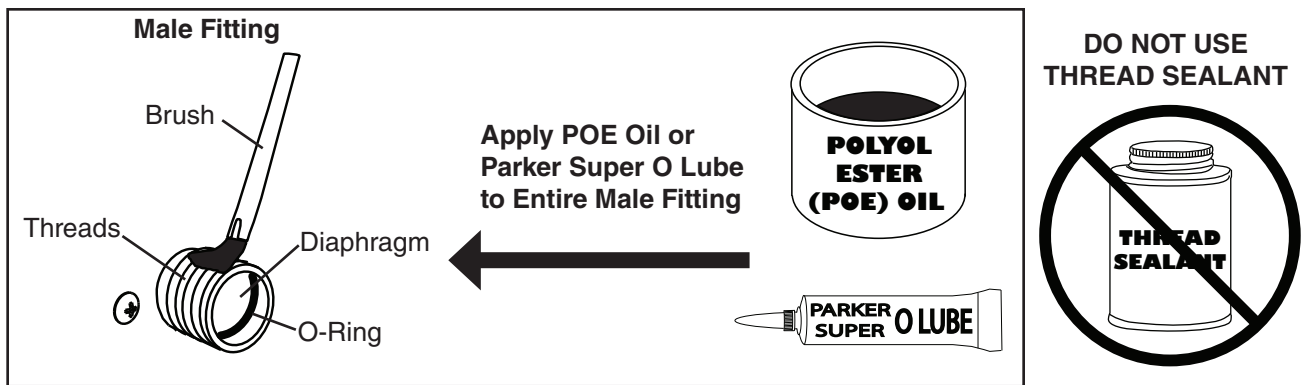 Male Fitting
Brush
Threads
Diaphragm
O-Ring
Apply POE Oil or
Parker Super O Lube
to Entire Male Fitting
POLYOL
ESTER
(POE) OIL
PARKER
SUPER
O LUBE
DO NOT USE
THREAD SEALANT
THREAD
SEALANT